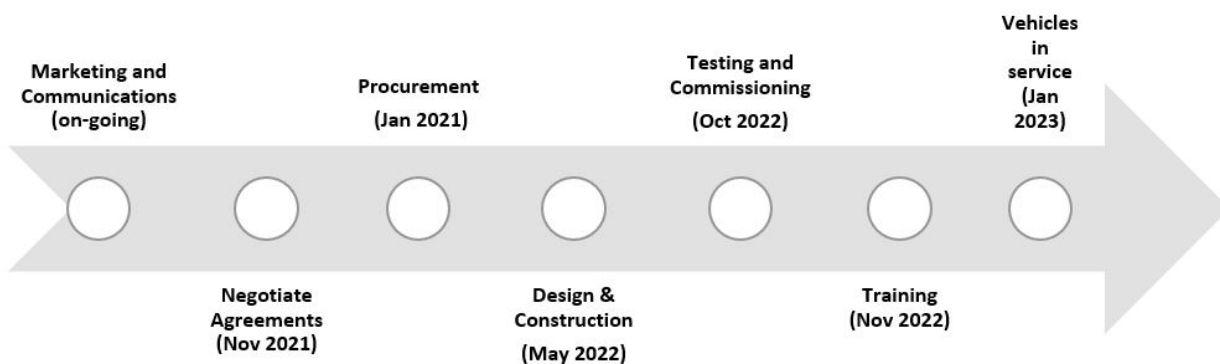 Marketing and
Communications
(on-going)
Negotiate
Agreements
(Nov 2021)
Procurement
(Jan 2021)
Design &
Construction
(May 2022)
Testing and
Commissioning
(Oct 2022)
Training
(Nov 2022)
Vehicles
in
service
(Jan
2023)